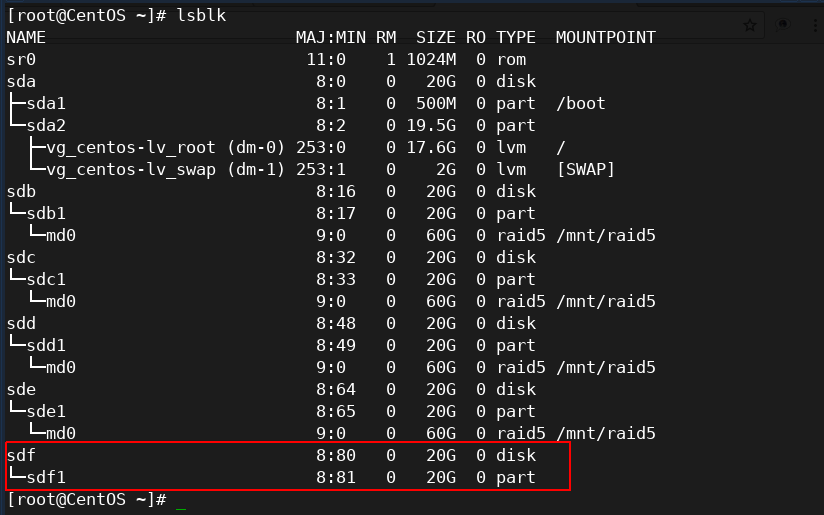 [root@CentOS ~]# lsblk
NAME                         MAJ:MIN RM  SIZE RO TYPE  MOUNTPOINT
sr0                           11:0    1 1024M  0 rom
sda                            8:0    0   20G  0 disk
├─sda1                         8:1    0  500M  0 part  /boot
└─sda2                         8:2    0 19.5G  0 part
  ├─vg_centos-lv_root (dm-0) 253:0    0 17.6G  0 lvm   /
  └─vg_centos-lv_swap (dm-1) 253:1    0    2G  0 lvm   [SWAP]
sdb                            8:16   0   20G  0 disk
└─sdb1                         8:17   0   20G  0 part
  └─md0                        9:0    0   60G  0 raid5 /mnt/raid5
sdc                            8:32   0   20G  0 disk
└─sdc1                         8:33   0   20G  0 part
  └─md0                        9:0    0   60G  0 raid5 /mnt/raid5
sdd                            8:48   0   20G  0 disk
└─sdd1                         8:49   0   20G  0 part
  └─md0                        9:0    0   60G  0 raid5 /mnt/raid5
sde                            8:64   0   20G  0 disk
└─sde1                         8:65   0   20G  0 part
  └─md0                        9:0    0   60G  0 raid5 /mnt/raid5
sdf                            8:80   0   20G  0 disk
└─sdf1                         8:81   0   20G  0 part
[root@CentOS ~]# _